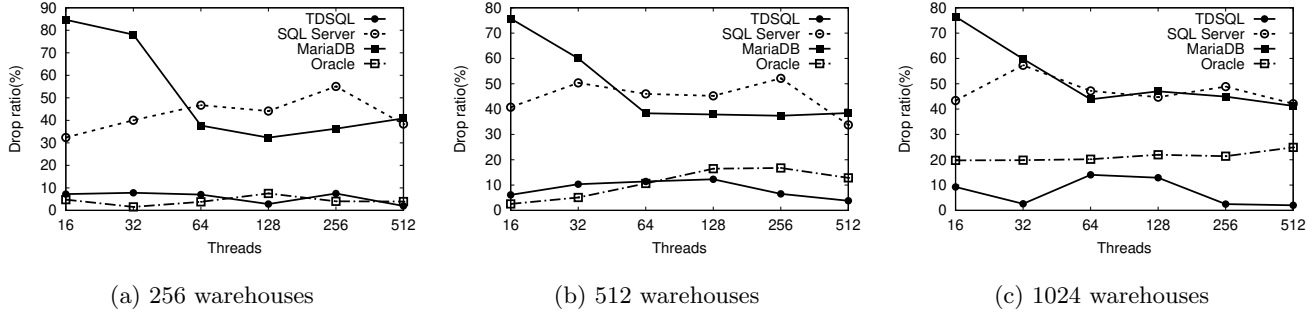 90
80
70
60
50
40
30
20
10
0
Drop ratio(%)
TDSQL
SQL Server
MariaDB
Oracle
16 32 64 128 256 512
Threads
(a) 256 warehouses
80
70
60
50
40
30
20
10
0
Drop ratio(%)
TDSQL
SQL Server
MariaDB
Oracle
16 32 64 128 256 512
Threads
(b) 512 warehouses
80
70
60
50
40
30
20
10
0
Drop ratio(%)
TDSQL
SQL Server
MariaDB
Oracle
16 32 64 128 256 512
Threads
(c) 1024 warehouses